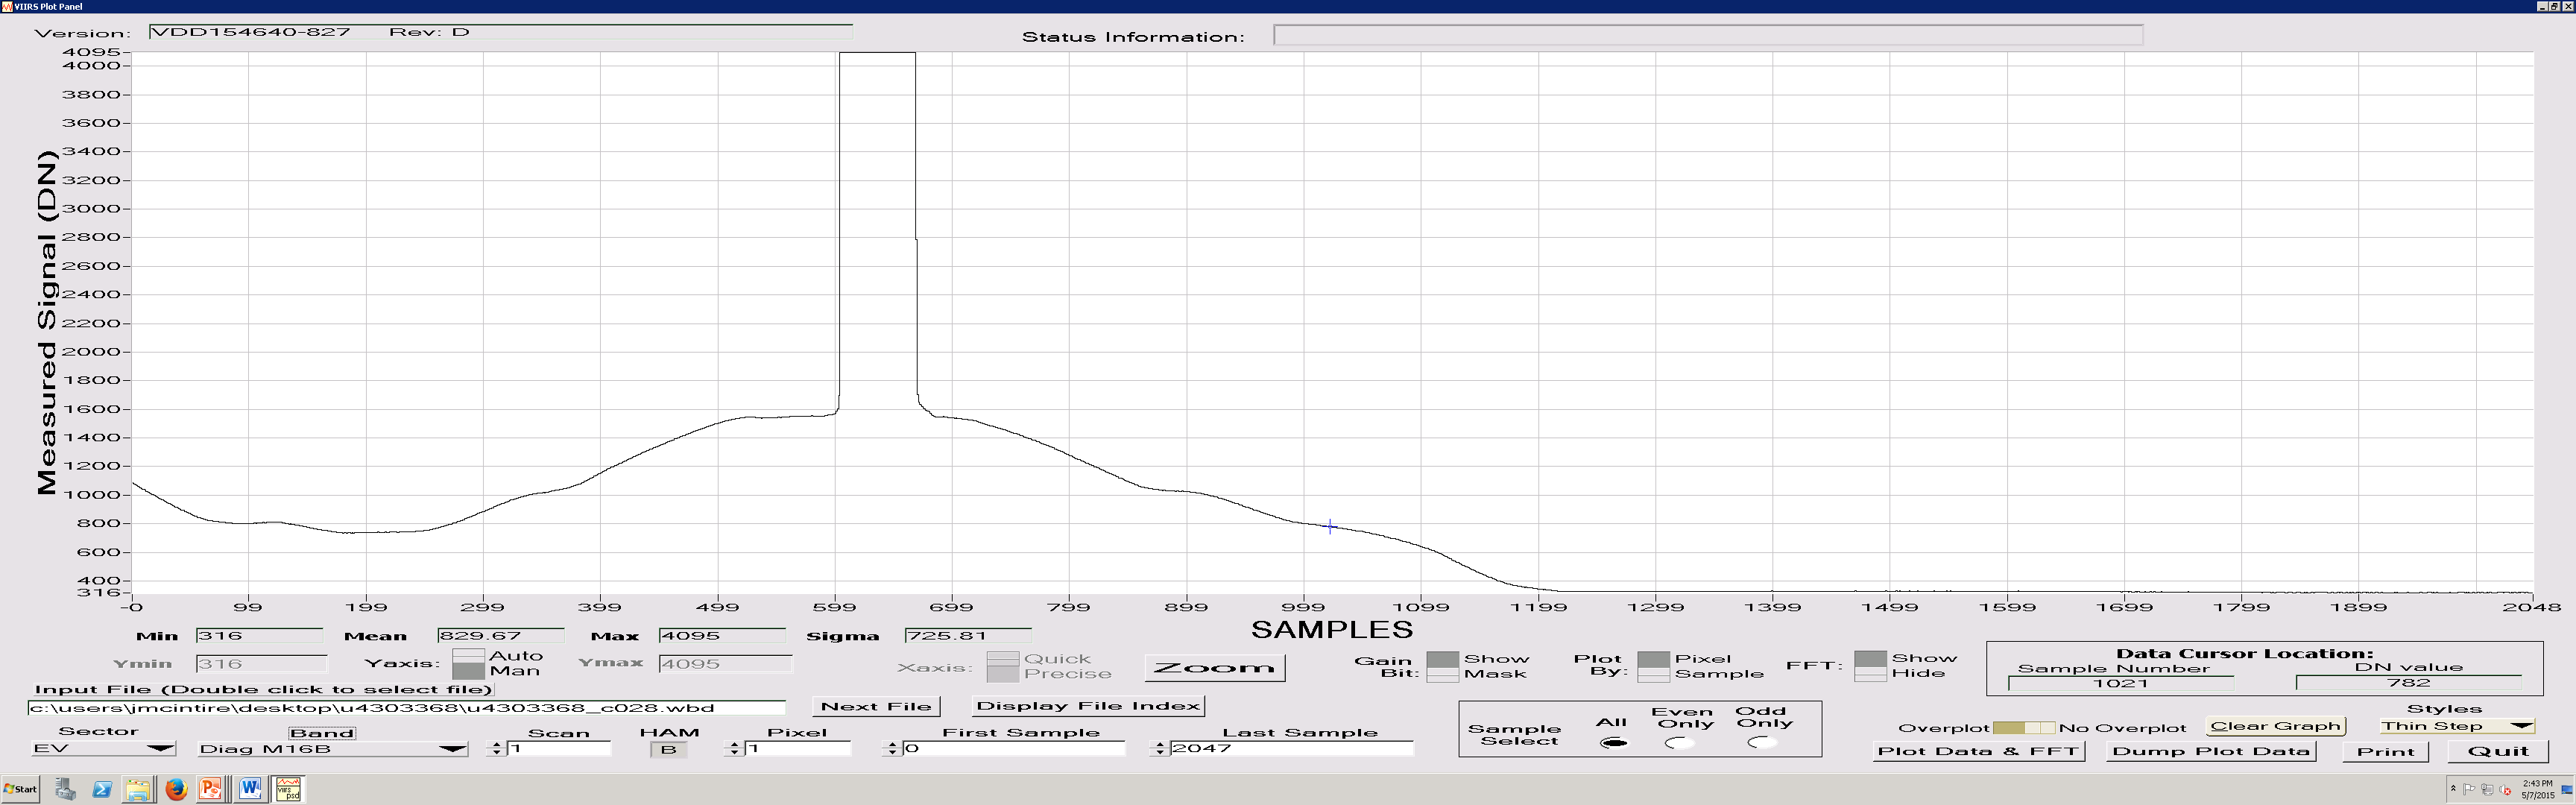 VIIRS Plot Panel
Version: VDD154640-827 Rev: D Status Information:
4095
4000
3800
3600
3400
3200
3000
2800
2600
2400
2200
2000
1800
1600
1400
1200
1000
800
600
400
316
Measured Signal (DN)
-0 99 199 299 399 499 599 699 799 899 999 1099 1199 1299 1399 1499 1599 1699 1799 1899 2048
SAMPLES
Min 316 Mean 829.67 Max 4095 Sigma 725.81
Ymin 316 Yaxis: Auto Man Ymax 4095 Xaxis: Quick Precise Zoom
Gain Bit: Show Mask Plot By: Pixel Sample FFT: Show Hide
Data Cursor Location:
Sample Number DN value
1021 782
Input File (Double click to select file)
c:\users\jmcintire\desktop\u4303368\u4303368_c028.wbd Next File Display File Index
Sector Band Scan HAM Pixel First Sample Last Sample
EV Diag M16B 1 B 1 0 2047
Sample Select All Even Only Odd Only
Styles
Overplot No Overplot Clear Graph Thin Step
Plot Data & FFT Dump Plot Data Print Quit
Start viirs psd 2:43 PM
5/7/2015